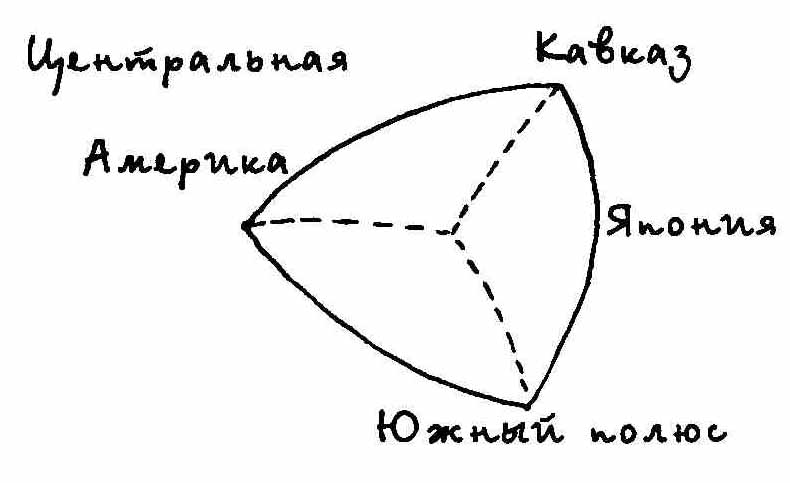 Центральная
Америка
Кавказ
Япония
Южный полюс